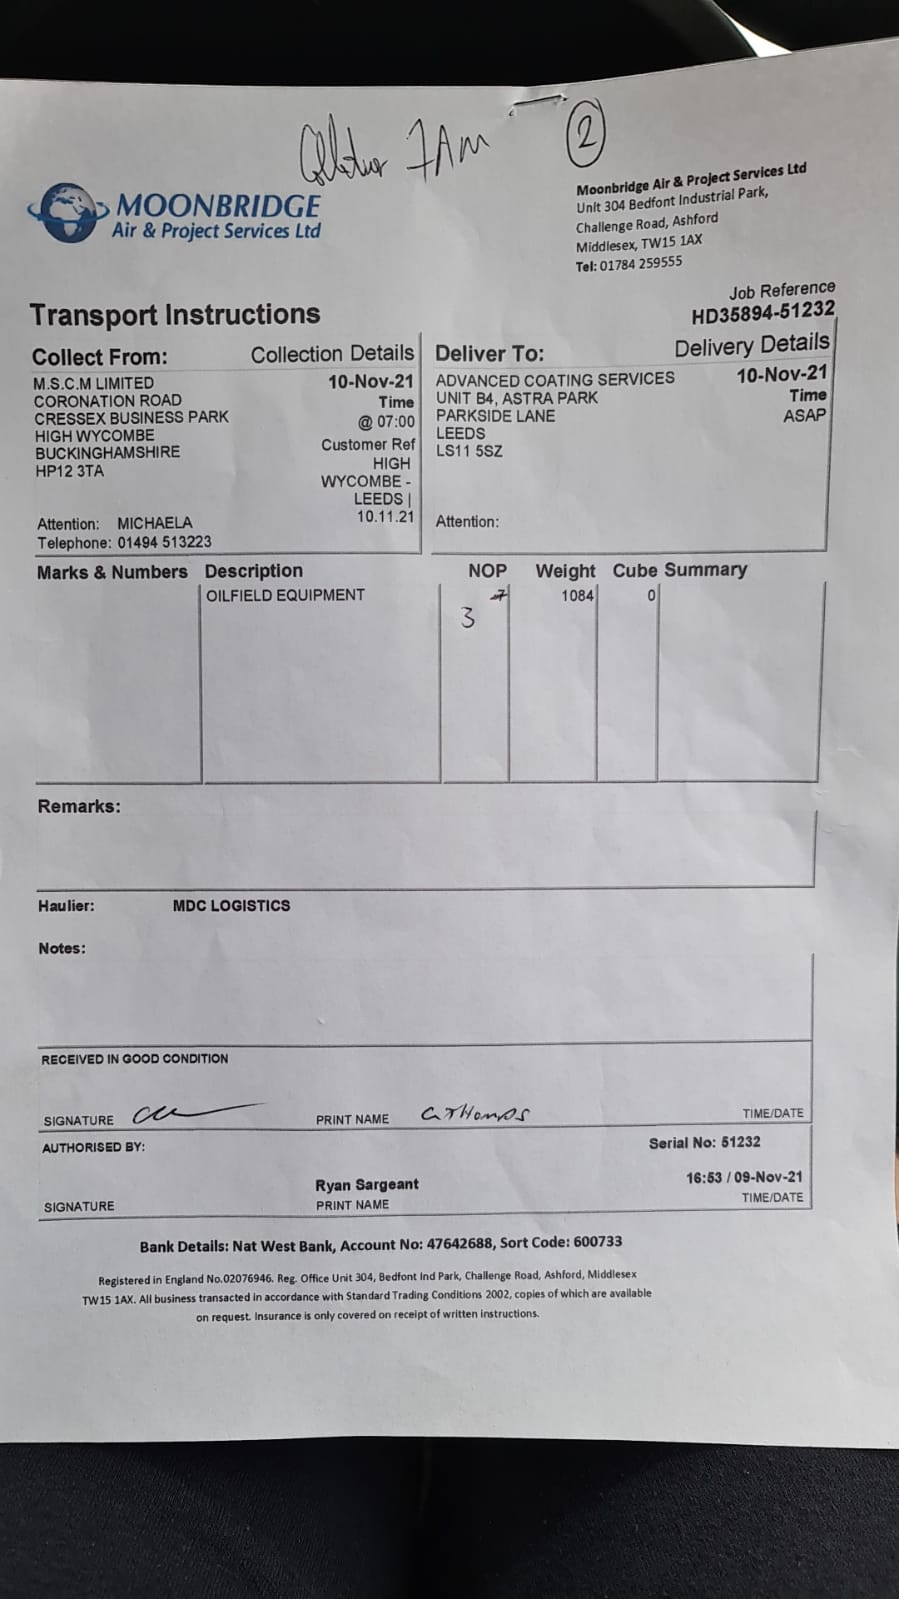 7AM 2
MOONBRIDGE
Air & Project Services Ltd
Moonbridge Air & Project Services Ltd
Unit 304 Bedfont Industrial Park,
Challenge Road, Ashford
Middlesex, TW15 1AX
Tel: 01784 259555
Job Reference
HD35894-51232
Transport Instructions
Collect From: Collection Details
M.S.C.M LIMITED 10-Nov-21
CORONATION ROAD Time
CRESSEX BUSINESS PARK @ 07:00
HIGH WYCOMBE Customer Ref
BUCKINGHAMSHIRE HIGH
HP12 3TA WYCOMBE -
LEEDS |
10.11.21
Attention: MICHAELA
Telephone: 01494 513223
Deliver To: Delivery Details
ADVANCED COATING SERVICES 10-Nov-21
UNIT B4, ASTRA PARK Time
PARKSIDE LANE ASAP
LEEDS
LS11 5SZ
Attention:
Marks & Numbers Description NOP Weight Cube Summary
OILFIELD EQUIPMENT 7 1084 0
3
Remarks:
Haulier: MDC LOGISTICS
Notes:
RECEIVED IN GOOD CONDITION
SIGNATURE PRINT NAME TIME/DATE
AUTHORISED BY: Serial No: 51232
Ryan Sargeant 16:53 / 09-Nov-21
SIGNATURE PRINT NAME TIME/DATE
Bank Details: Nat West Bank, Account No: 47642688, Sort Code: 600733
Registered in England No.02076946. Reg. Office Unit 304, Bedfont Ind Park, Challenge Road, Ashford, Middlesex
TW15 1AX. All business transacted in accordance with Standard Trading Conditions 2002, copies of which are available
on request. Insurance is only covered on receipt of written instructions.